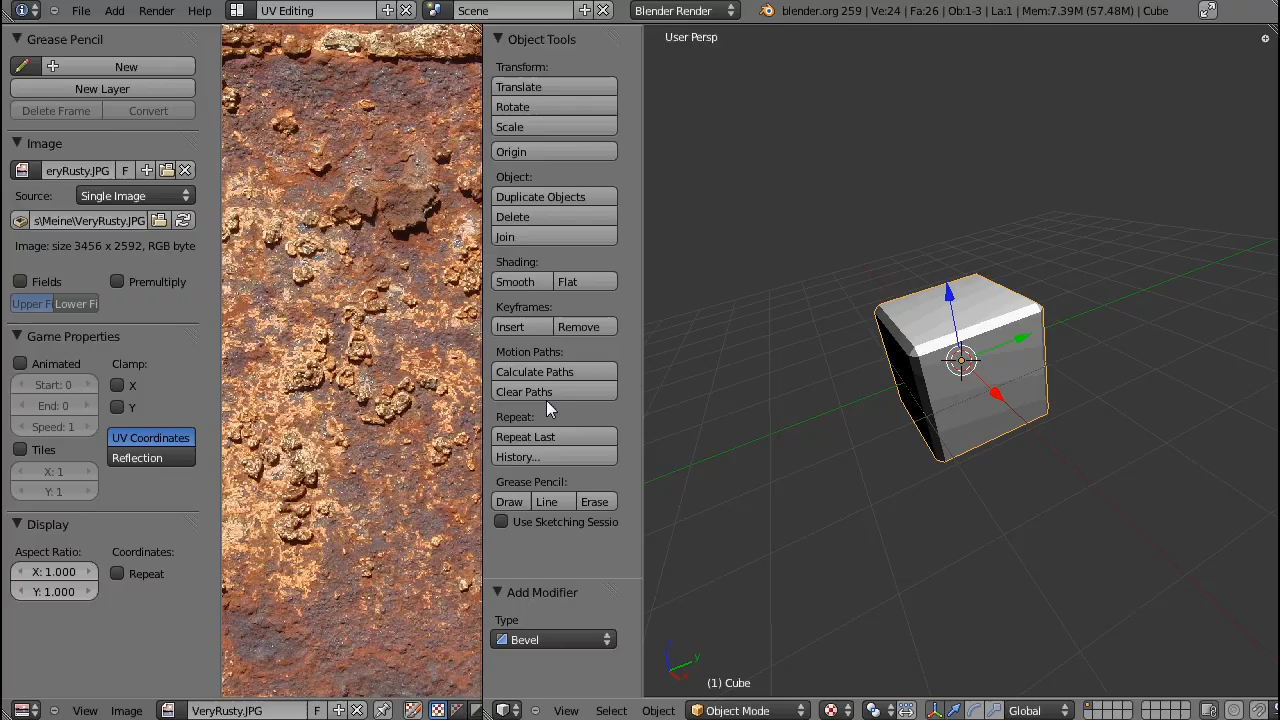 File Add Render Help UV Editing Scene Blender Render blender.org 259 | Ve:24 | Fa:26 | Ob:1-3 | La:1 | Mem:7.39M (57.48M) | Cube
Grease Pencil
New
New Layer
Delete Frame Convert
Image
eryRusty.JPG F
Source: Single Image
s\Meine\VeryRusty.JPG
Image: size 3456 x 2592, RGB byte
Fields Premultiply
Upper Fi Lower Fi
Game Properties
Animated Clamp:
Start: 0 X
End: 0 Y
Speed: 1
UV Coordinates
Tiles Reflection
X: 1
Y: 1
Display
Aspect Ratio: Coordinates:
X: 1.000 Repeat
Y: 1.000
View Image VeryRusty.JPG F
Object Tools
Transform:
Translate
Rotate
Scale
Origin
Object:
Duplicate Objects
Delete
Join
Shading:
Smooth Flat
Keyframes:
Insert Remove
Motion Paths:
Calculate Paths
Clear Paths
Repeat:
Repeat Last
History...
Grease Pencil:
Draw Line Erase
Use Sketching Sessio
Add Modifier
Type
Bevel
User Persp
y
x
(1) Cube
View Select Object Object Mode Global